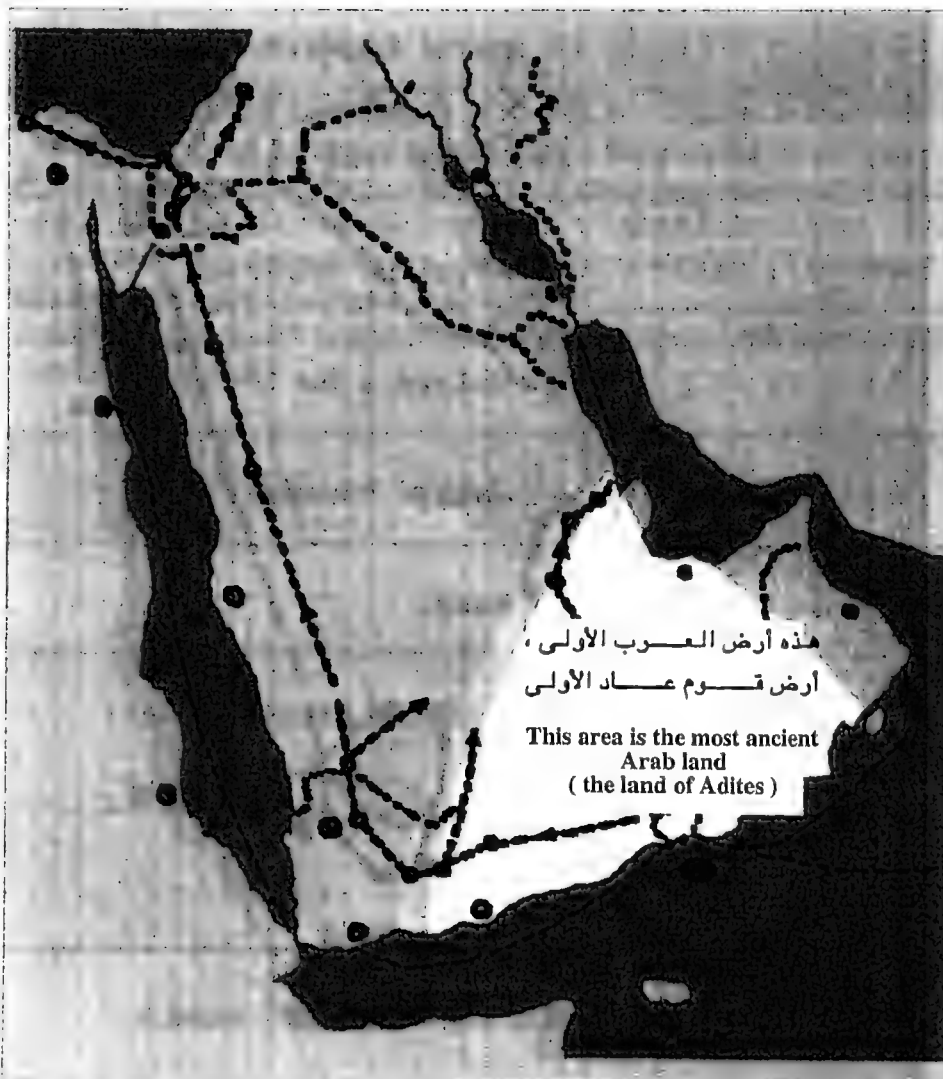 هذه أرض العرب الأولى ،
أرض قوم عاد الأولى
This area is the most ancient
Arab land
( the land of Adites )